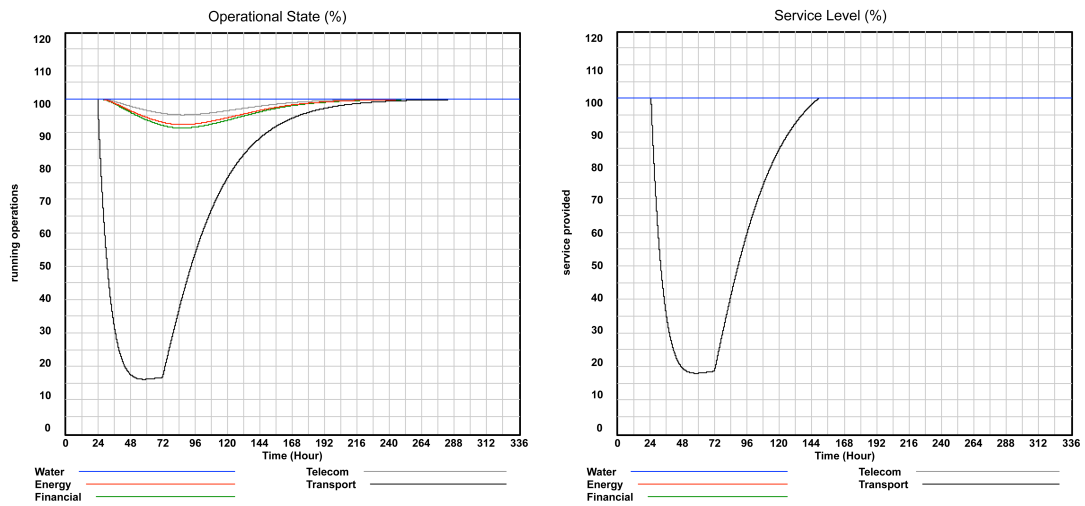 Operational State (%)
120
110
100
90
80
70
60
50
40
30
20
10
0
running operations
0 24 48 72 96 120 144 168 192 216 240 264 288 312 336
Time (Hour)
Water
Telecom
Energy
Transport
Financial
Service Level (%)
120
110
100
90
80
70
60
50
40
30
20
10
0
service provided
0 24 48 72 96 120 144 168 192 216 240 264 288 312 336
Time (Hour)
Water
Telecom
Energy
Transport
Financial